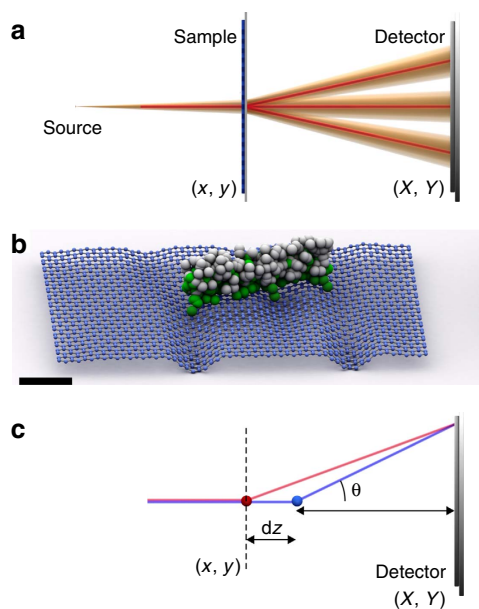 a
Sample
Detector
Source
(x, y)
(X, Y)
b
c
θ
dz
(x, y)
Detector
(X, Y)